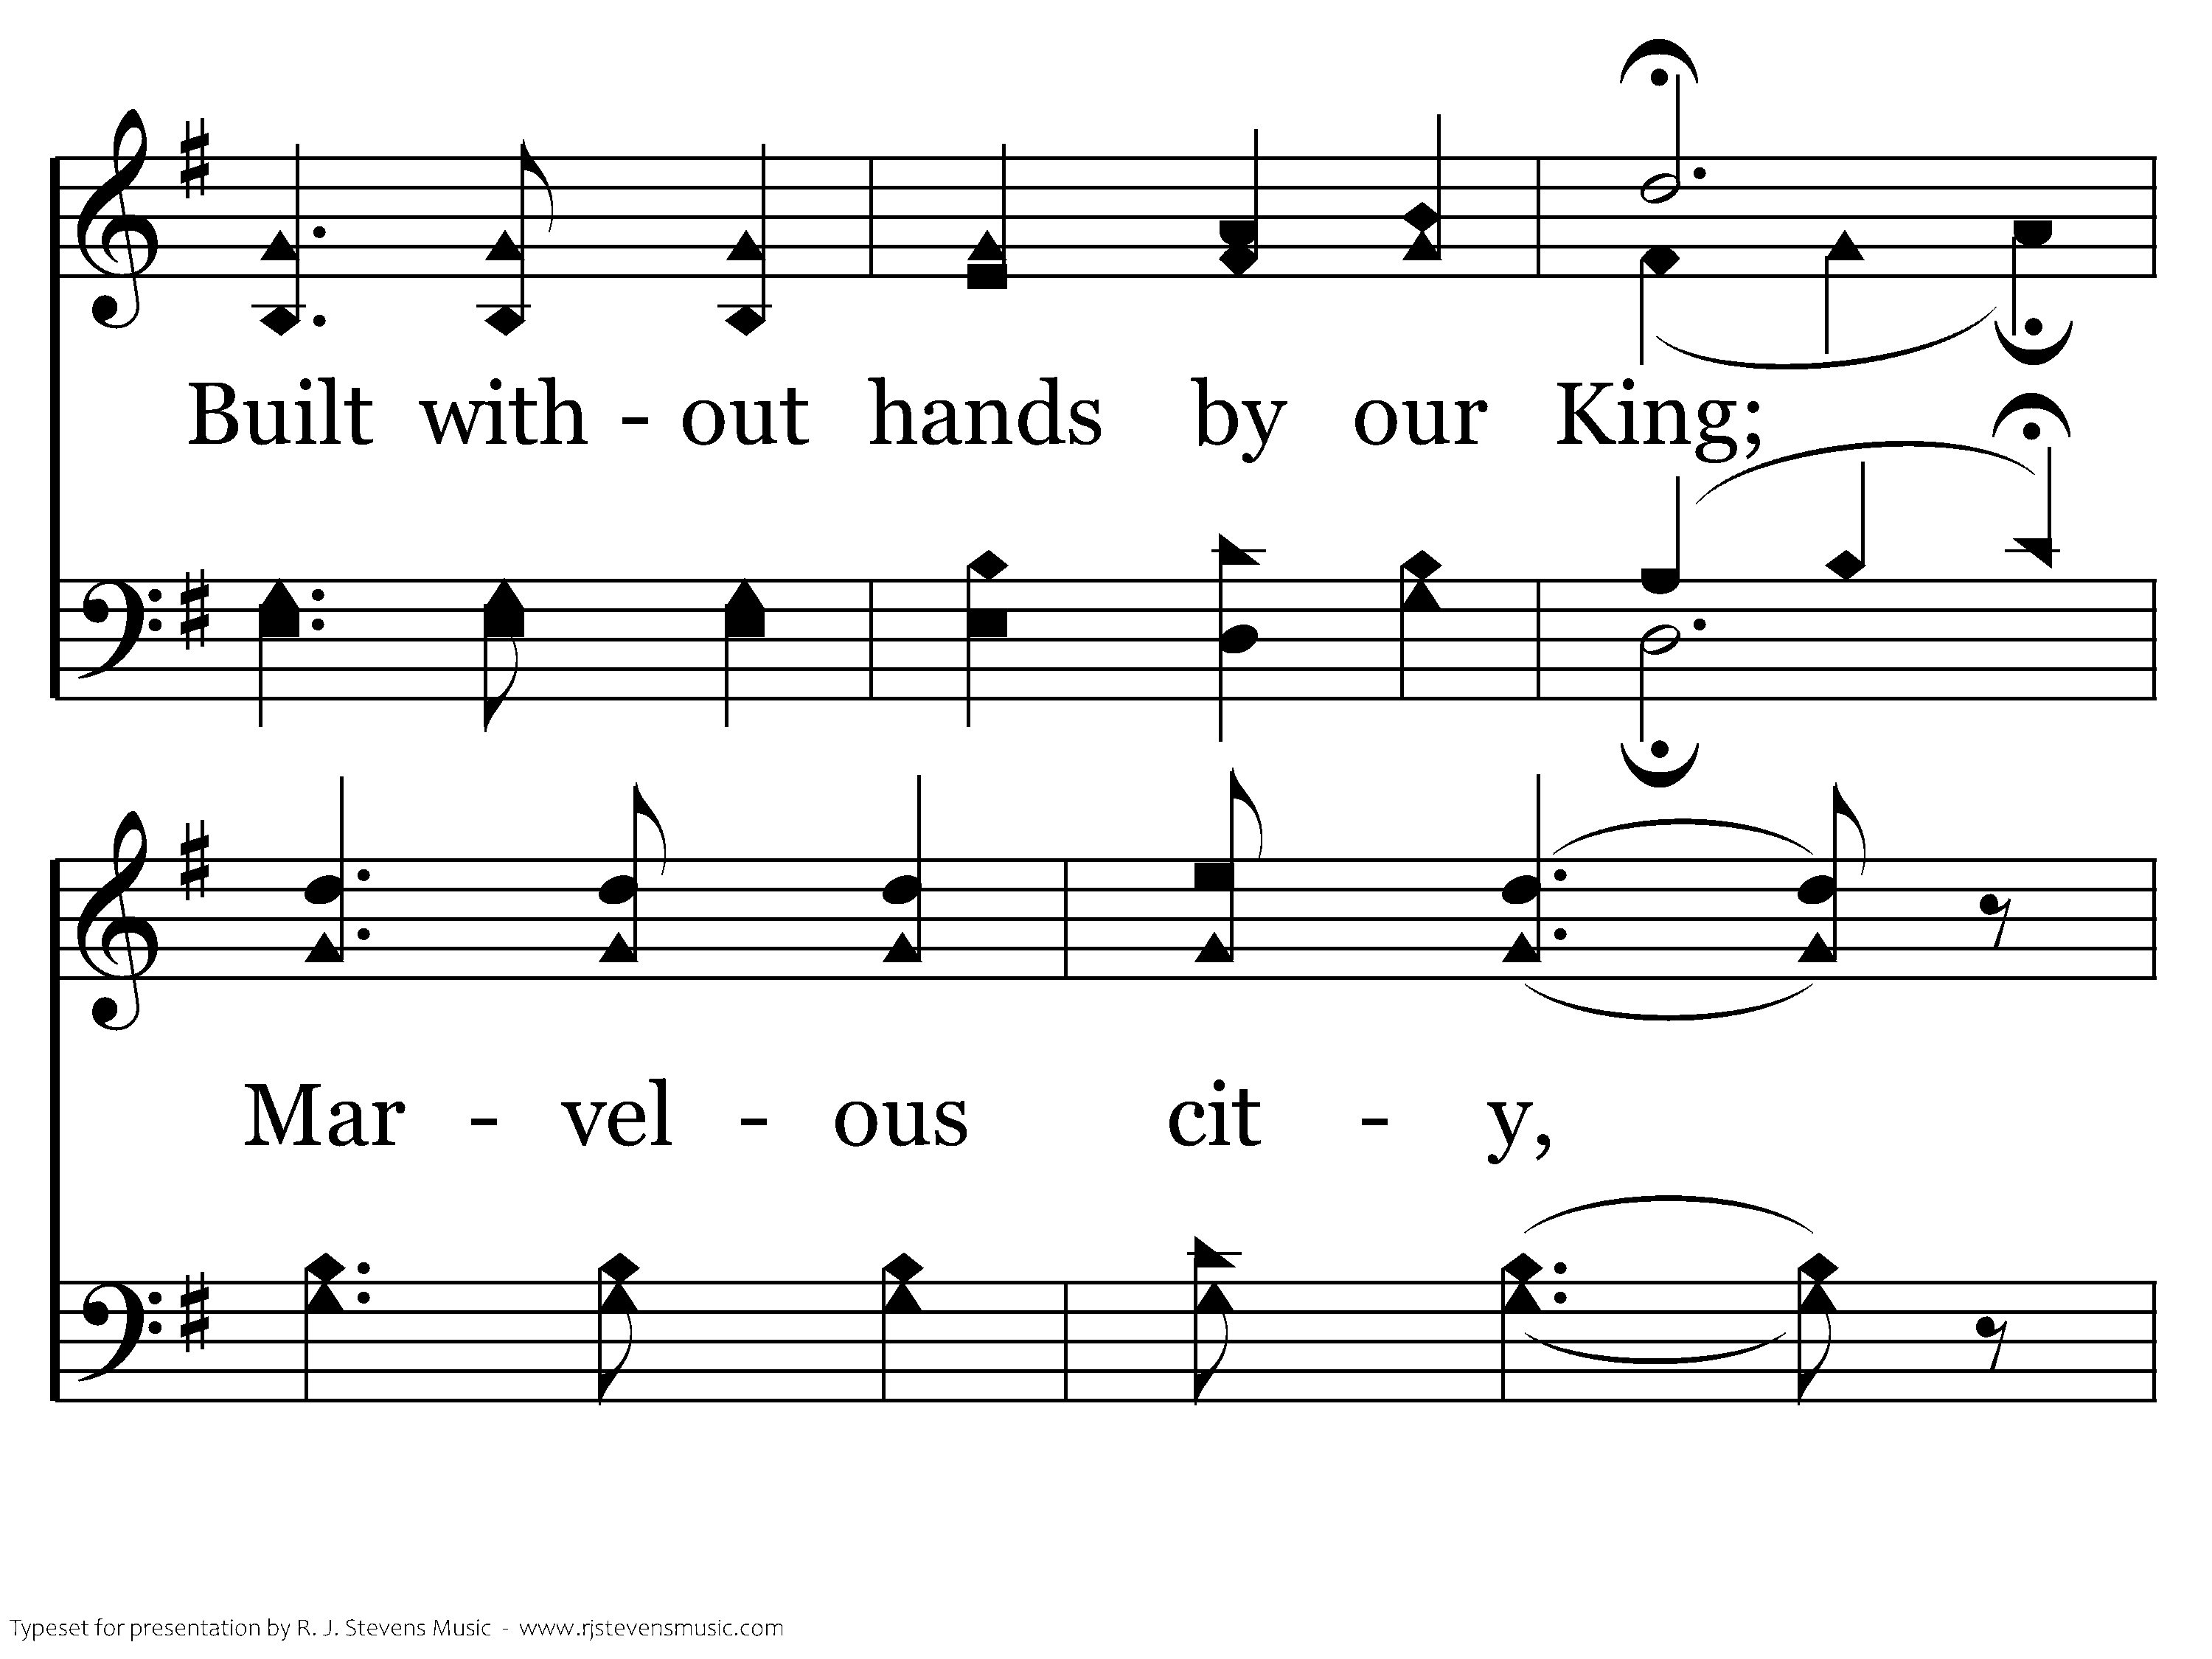 Built with - out hands by our King;
Mar - vel - ous cit - y,
Typeset for presentation by R. J. Stevens Music - www.rjstevensmusic.com